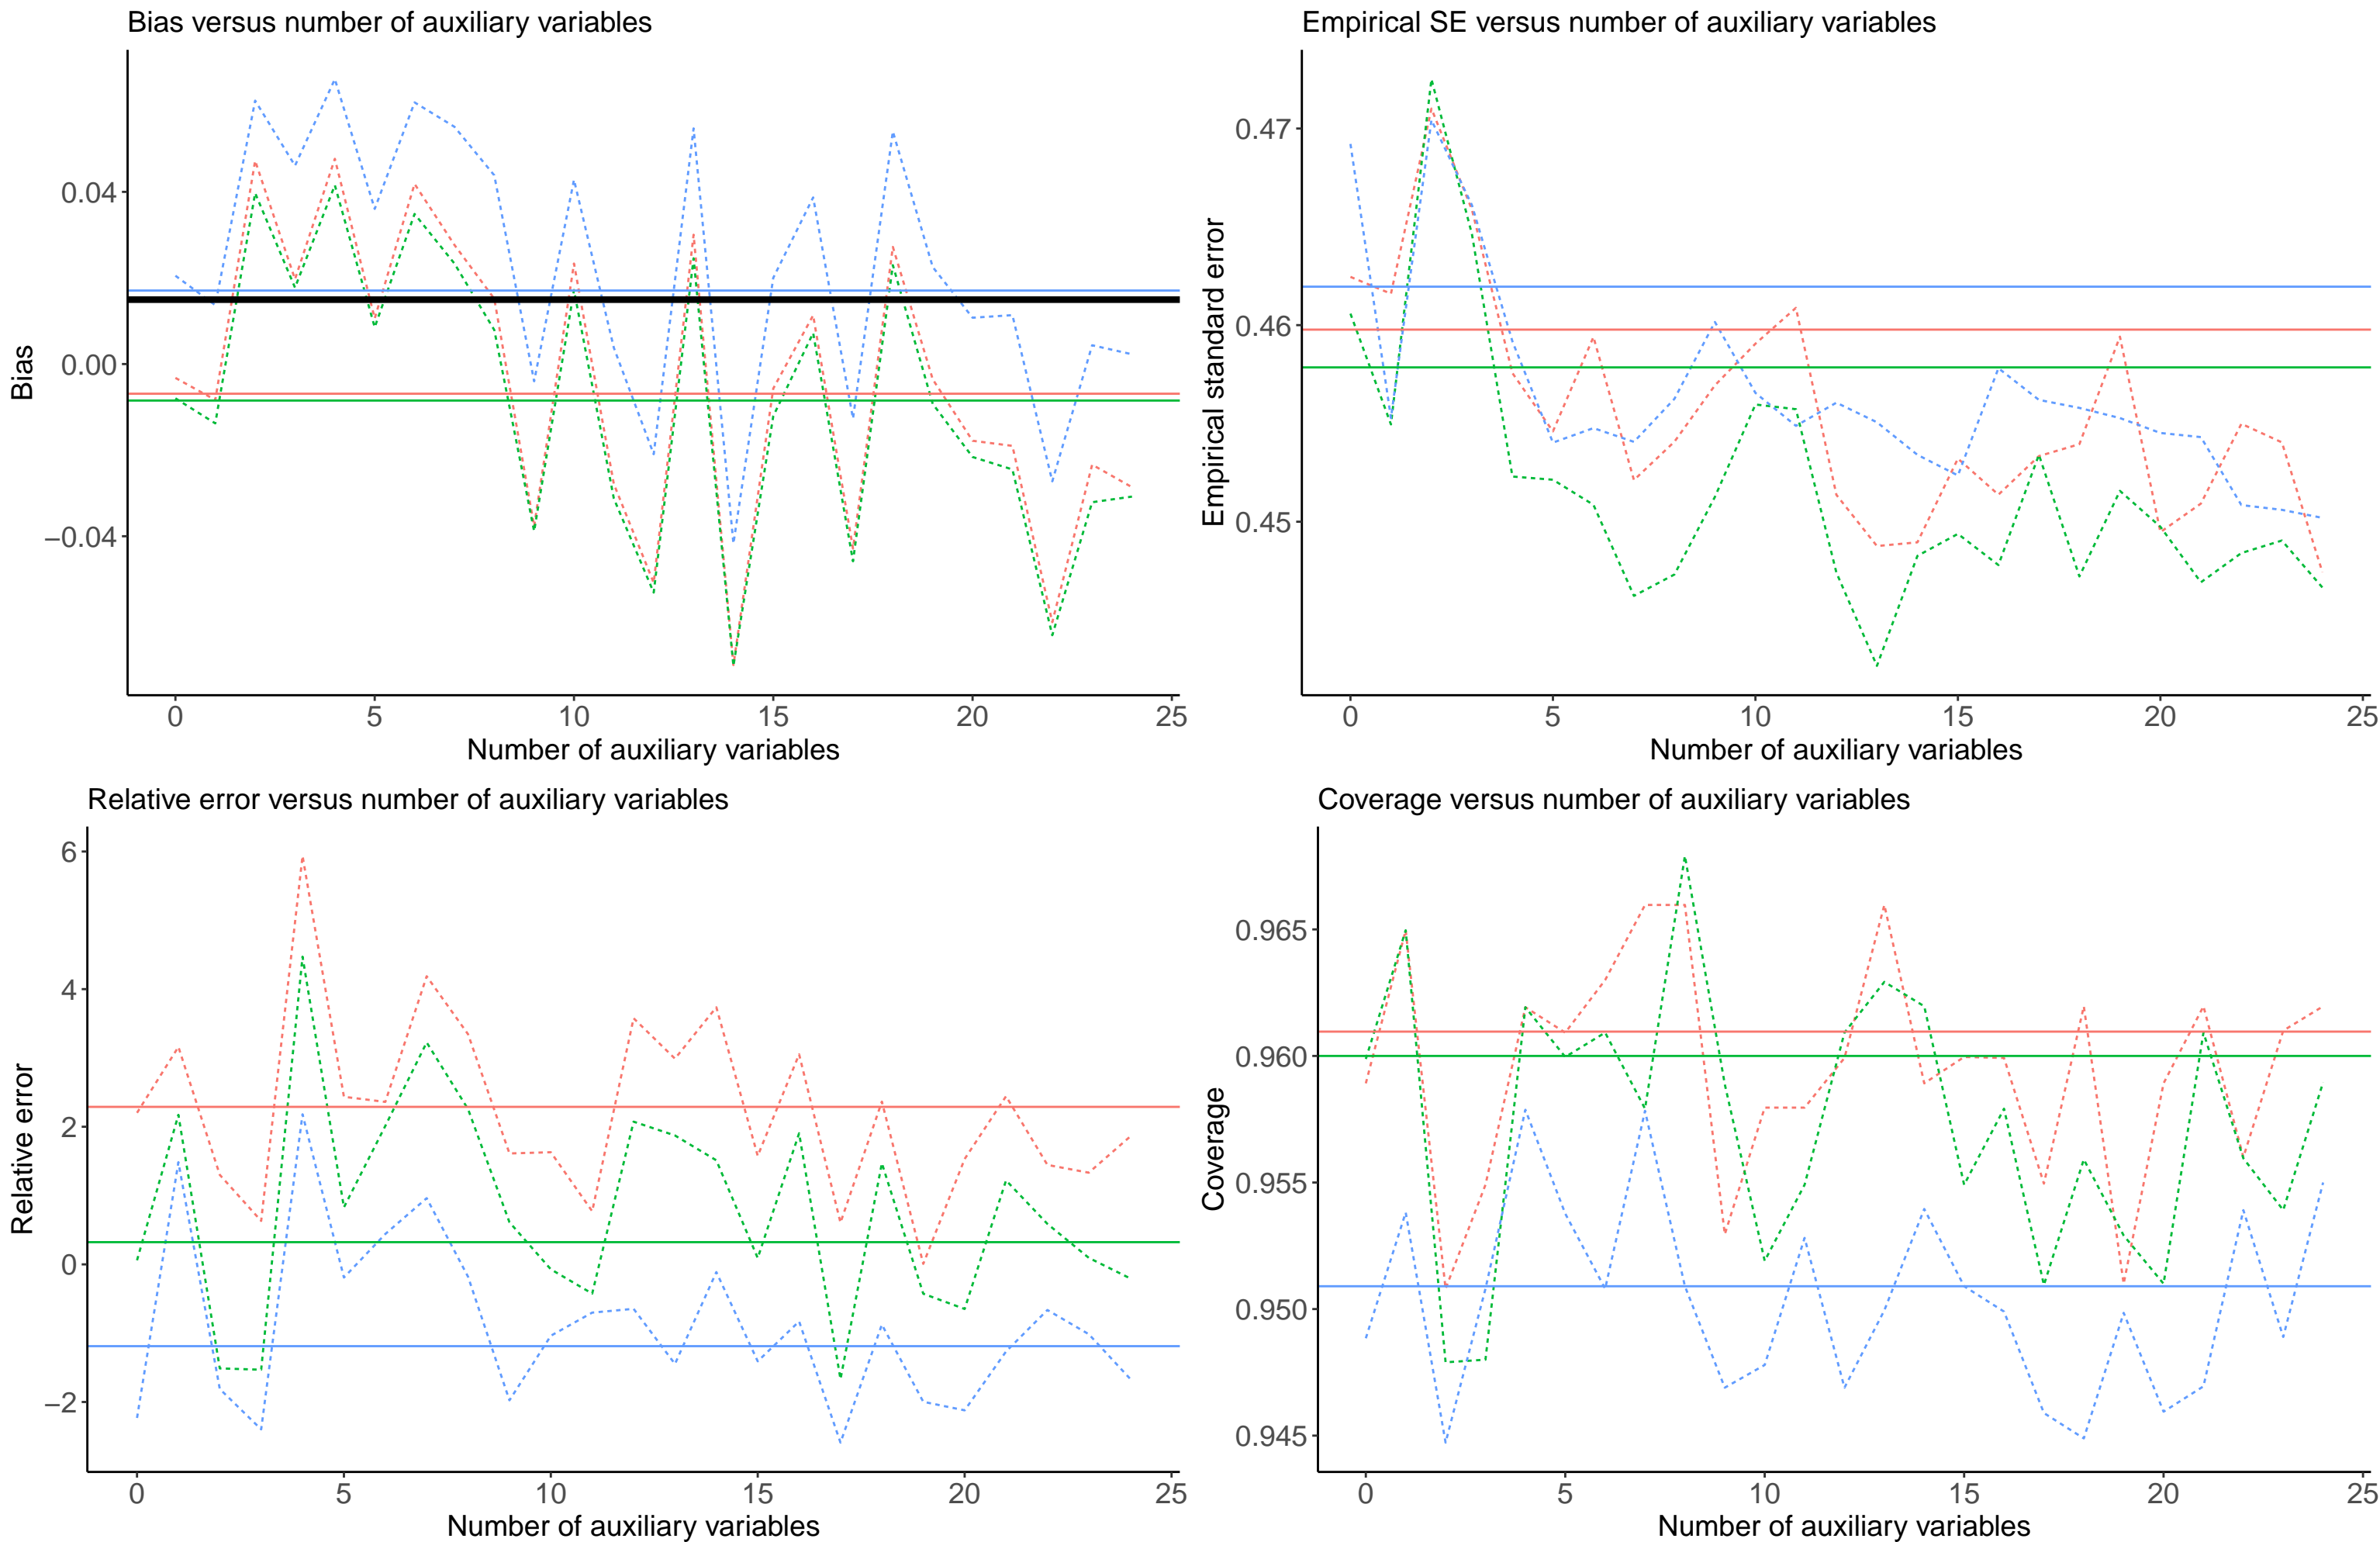 Bias versus number of auxiliary variables
0.04
0.00
−0.04
Bias
0 5 10 15 20 25
Number of auxiliary variables
Empirical SE versus number of auxiliary variables
0.47
0.46
0.45
Empirical standard error
0 5 10 15 20 25
Number of auxiliary variables
Relative error versus number of auxiliary variables
6
4
2
0
−2
Relative error
0 5 10 15 20 25
Number of auxiliary variables
Coverage versus number of auxiliary variables
0.965
0.960
0.955
0.950
0.945
Coverage
0 5 10 15 20 25
Number of auxiliary variables